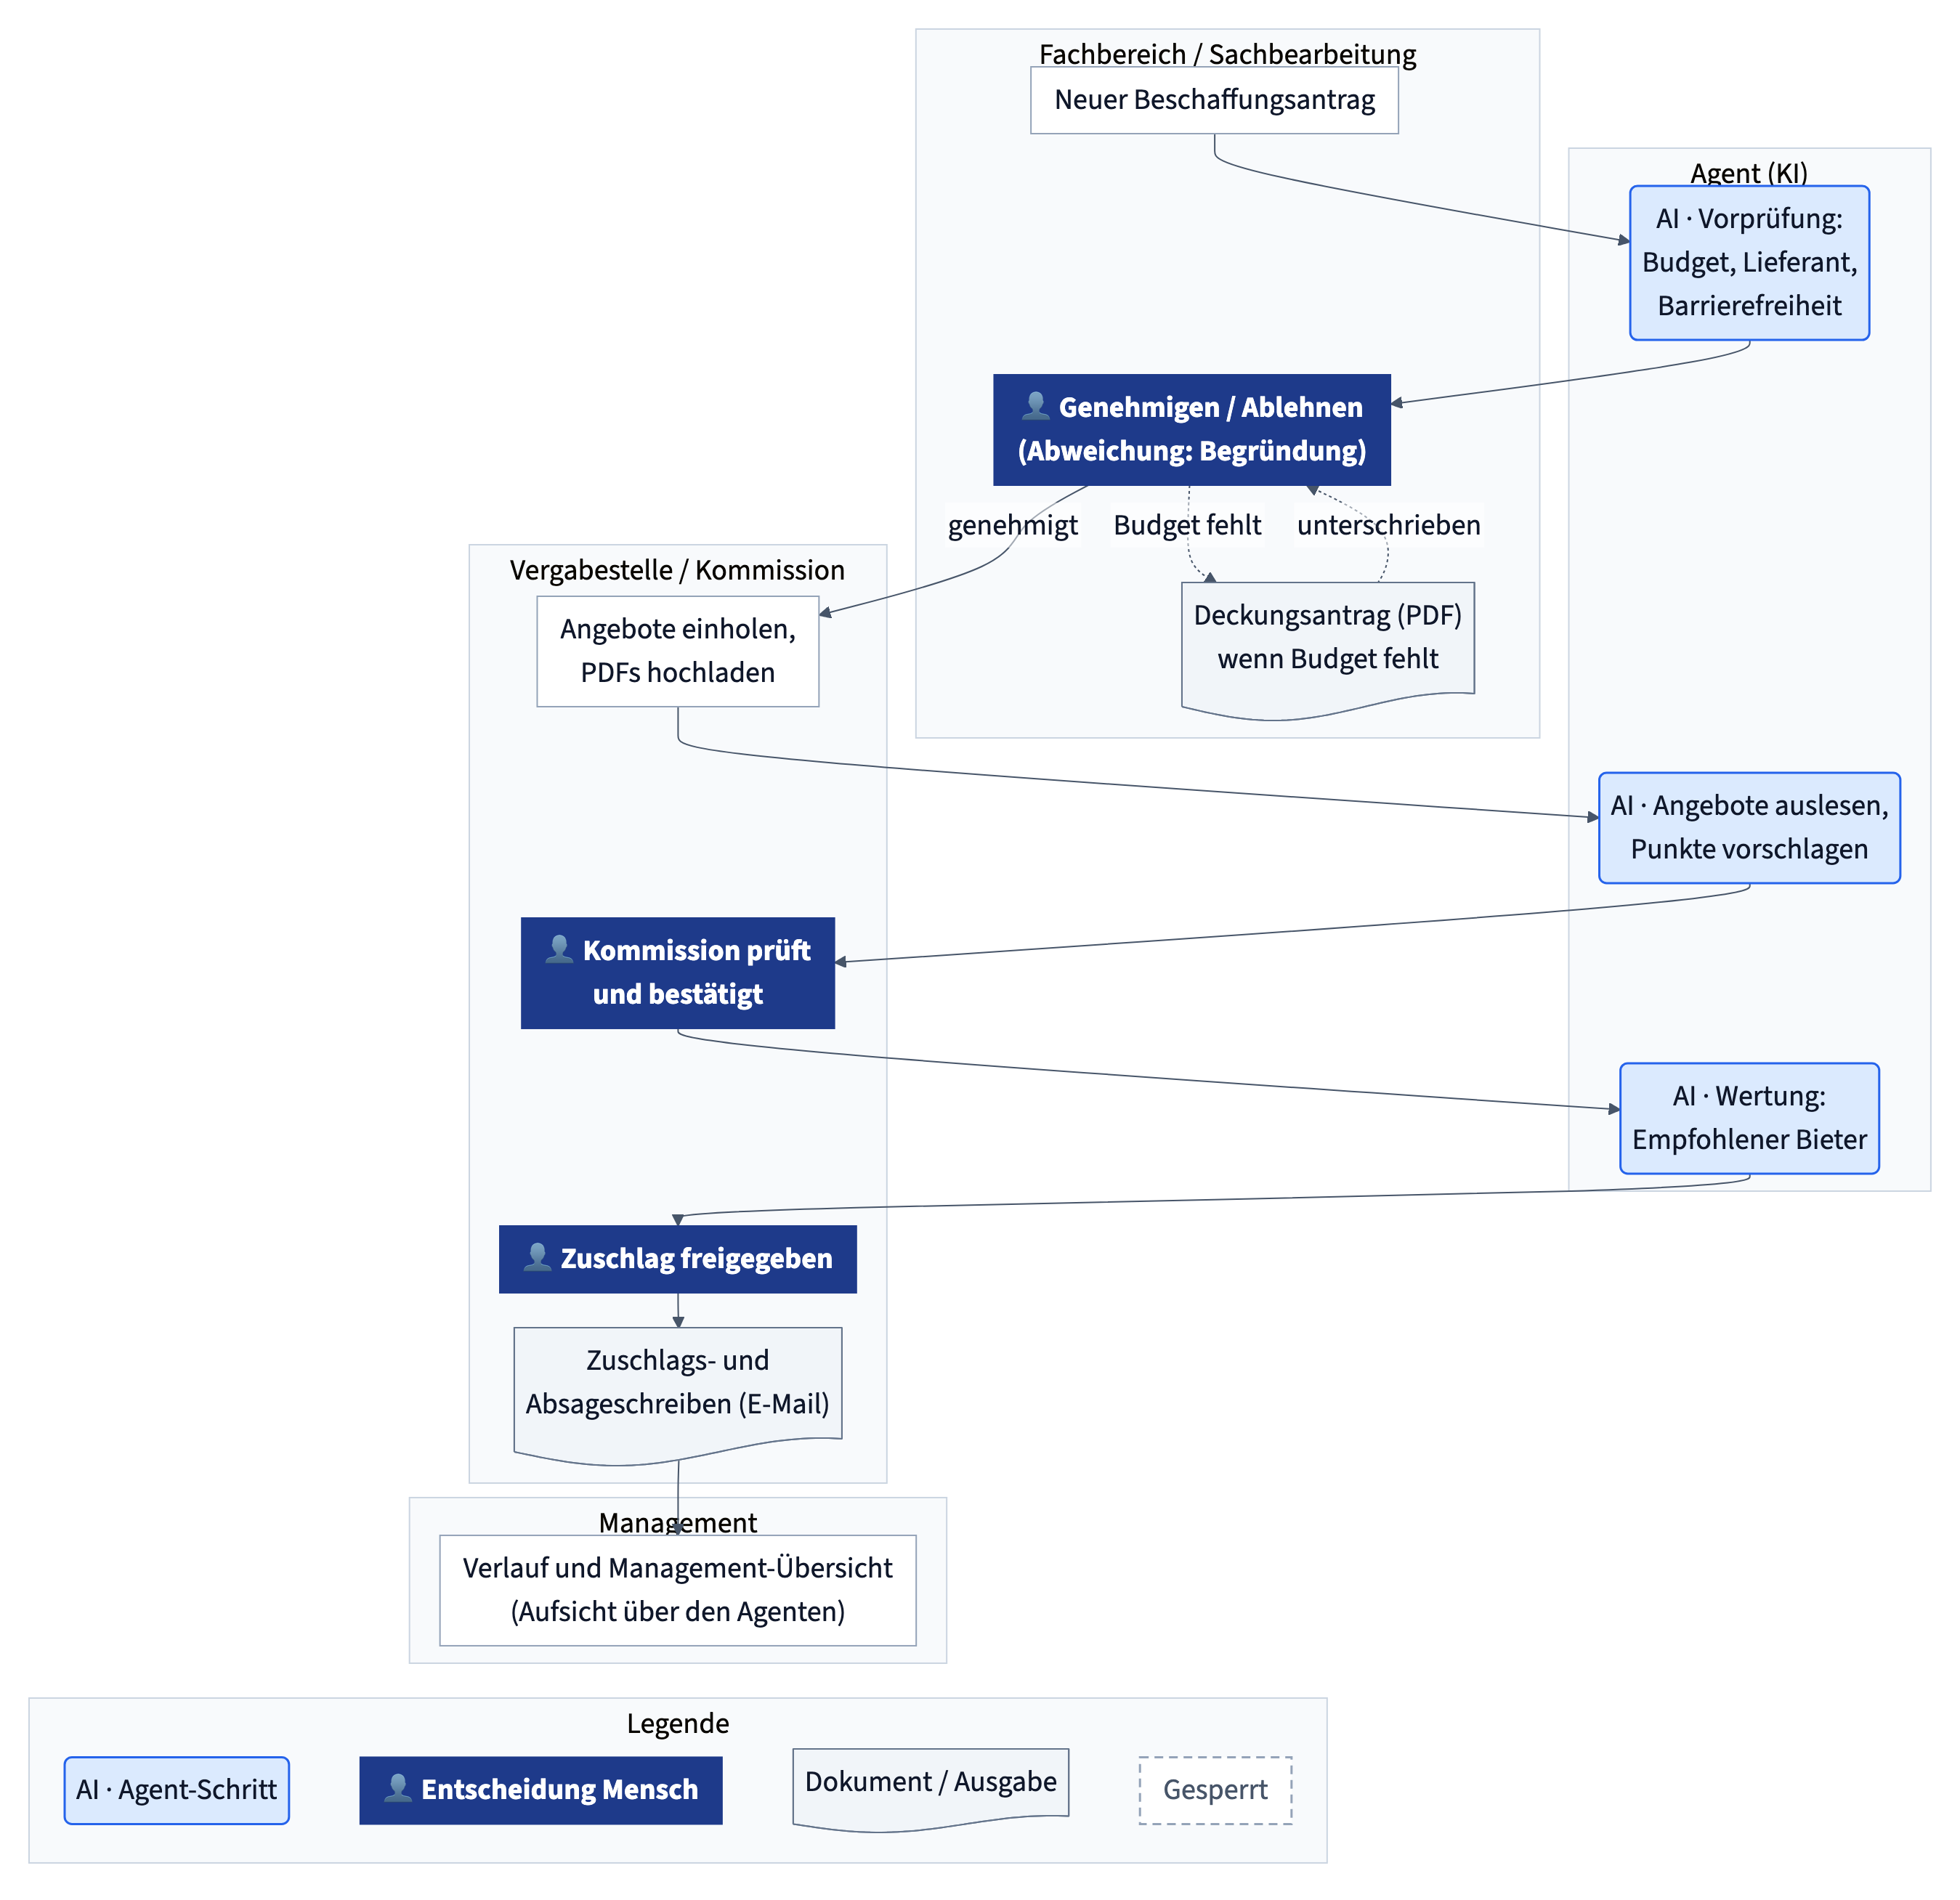 Fachbereich / Sachbearbeitung
Neuer Beschaffungsantrag
Agent (KI)
AI · Vorprüfung:
Budget, Lieferant,
Barrierefreiheit
Genehmigen / Ablehnen
(Abweichung: Begründung)
genehmigt
Budget fehlt
unterschrieben
Vergabestelle / Kommission
Angebote einholen,
PDFs hochladen
Deckungsantrag (PDF)
wenn Budget fehlt
AI · Angebote auslesen,
Punkte vorschlagen
Kommission prüft
und bestätigt
AI · Wertung:
Empfohlener Bieter
Zuschlag freigegeben
Zuschlags- und
Absageschreiben (E-Mail)
Management
Verlauf und Management-Übersicht
(Aufsicht über den Agenten)
Legende
AI · Agent-Schritt
Entscheidung Mensch
Dokument / Ausgabe
Gesperrt